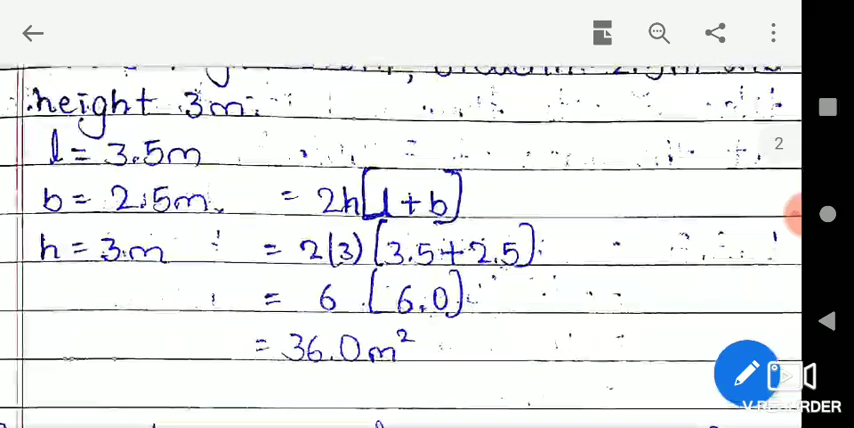 height 3m.
l = 3.5m
2
b = 2.5m. = 2h[l + b]
h = 3m = 2(3) [3.5+2.5]
= 6 [6.0]
= 36.0m²
V RECORDER